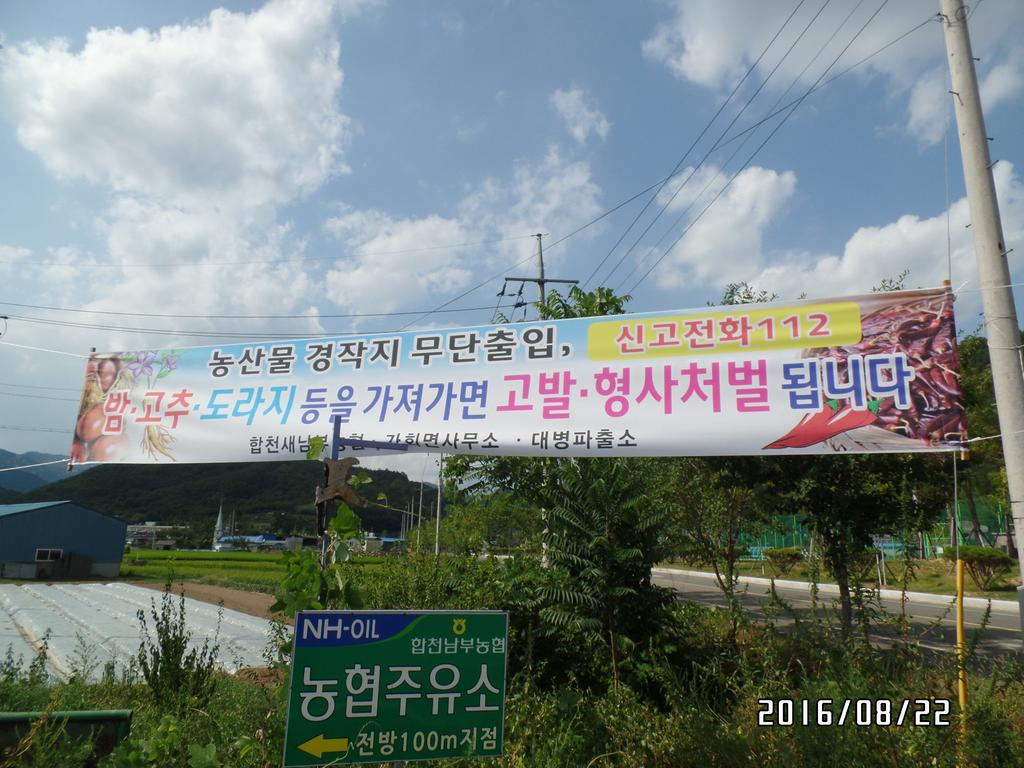 농산물 경작지 무단출입, 신고전화112
밤·고추·도라지 등을 가져가면 고발·형사처벌 됩니다
합천새남부농협 · 가회면사무소 · 대병파출소
NH-OIL
합천남부농협
농협주유소
전방100m지점
2016/08/22